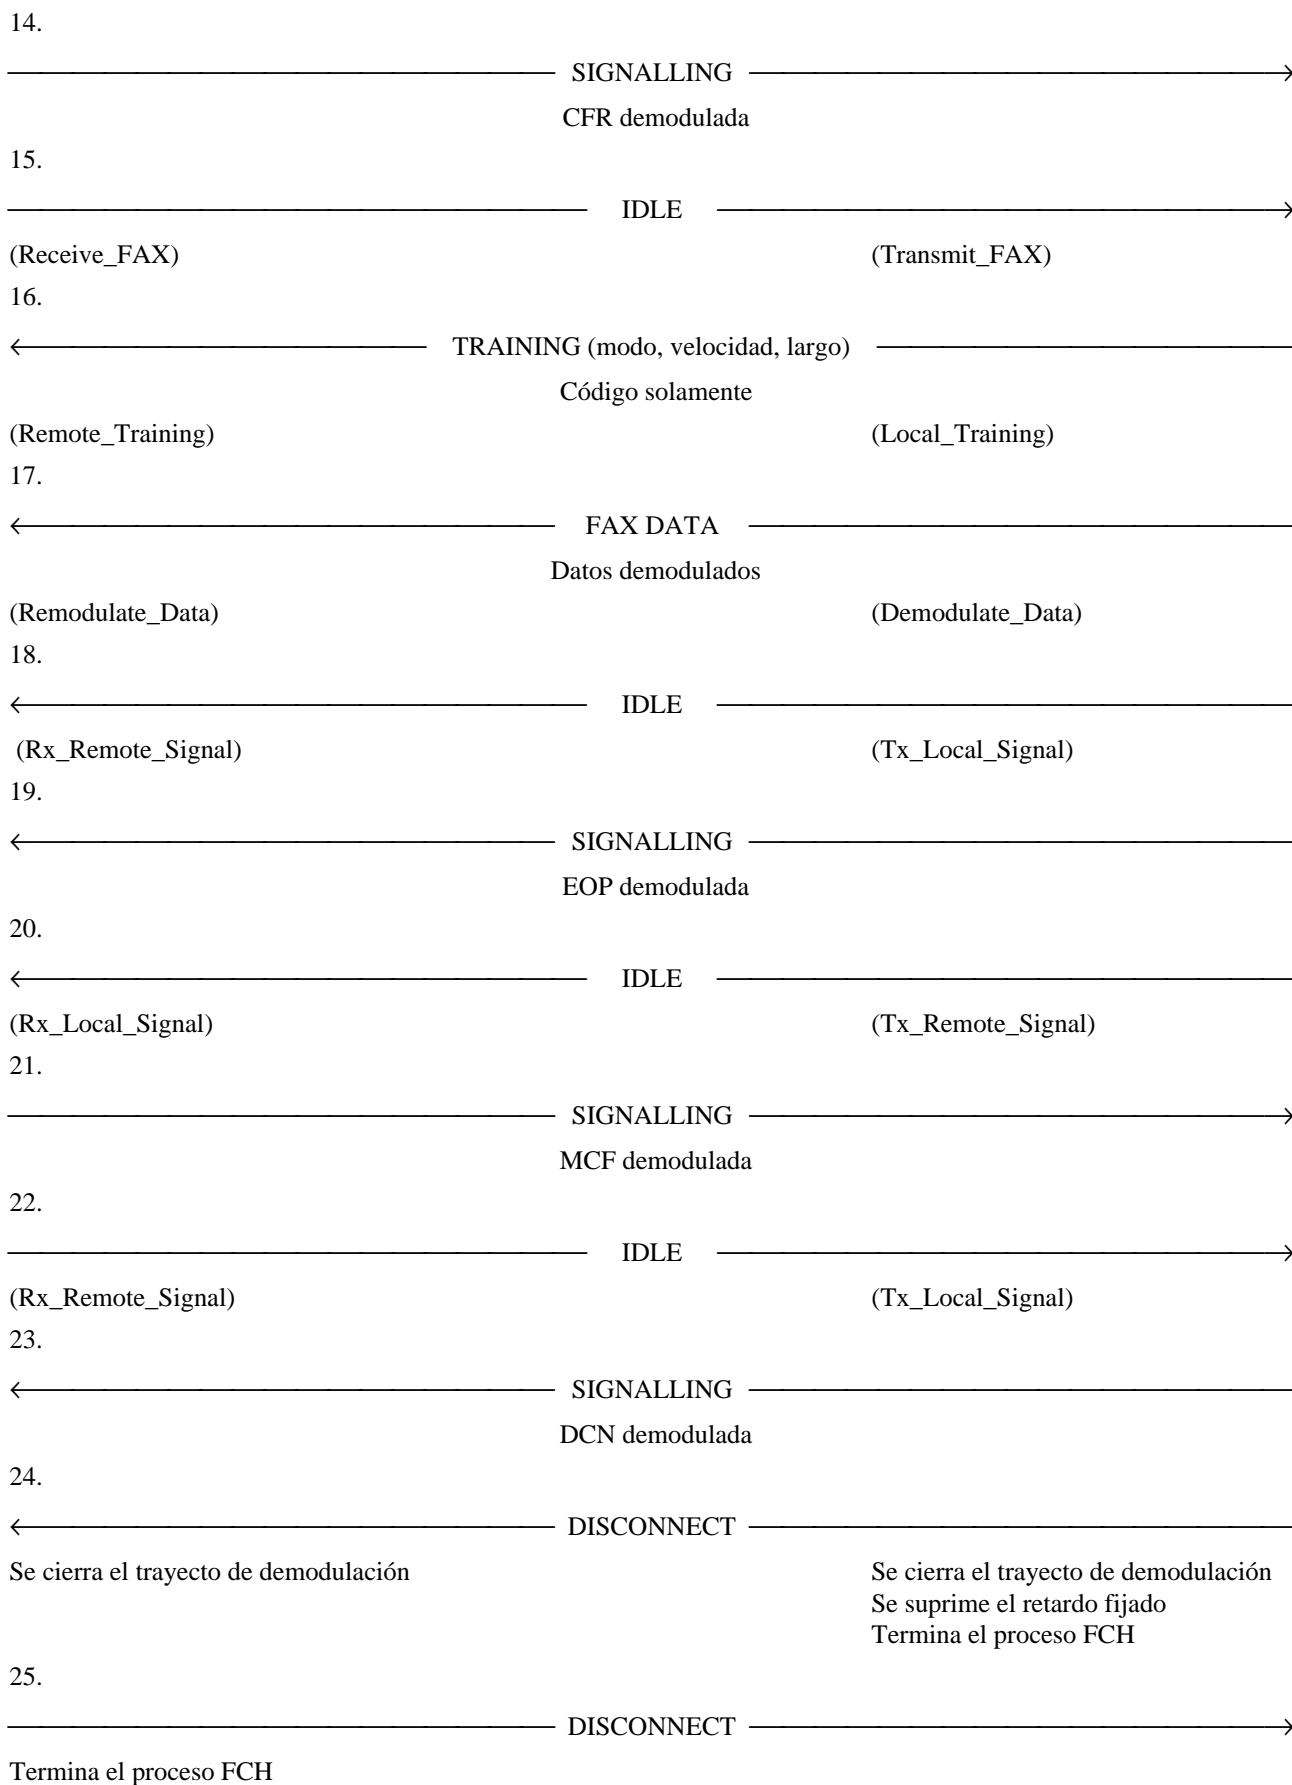 14.
SIGNALLING
CFR demodulada
15.
IDLE
(Receive_FAX) (Transmit_FAX)
16.
TRAINING (modo, velocidad, largo)
Código solamente
(Remote_Training) (Local_Training)
17.
FAX DATA
Datos demodulados
(Remodulate_Data) (Demodulate_Data)
18.
IDLE
(Rx_Remote_Signal) (Tx_Local_Signal)
19.
SIGNALLING
EOP demodulada
20.
IDLE
(Rx_Local_Signal) (Tx_Remote_Signal)
21.
SIGNALLING
MCF demodulada
22.
IDLE
(Rx_Remote_Signal) (Tx_Local_Signal)
23.
SIGNALLING
DCN demodulada
24.
DISCONNECT
Se cierra el trayecto de demodulación Se cierra el trayecto de demodulación
Se suprime el retardo fijado
Termina el proceso FCH
25.
DISCONNECT
Termina el proceso FCH